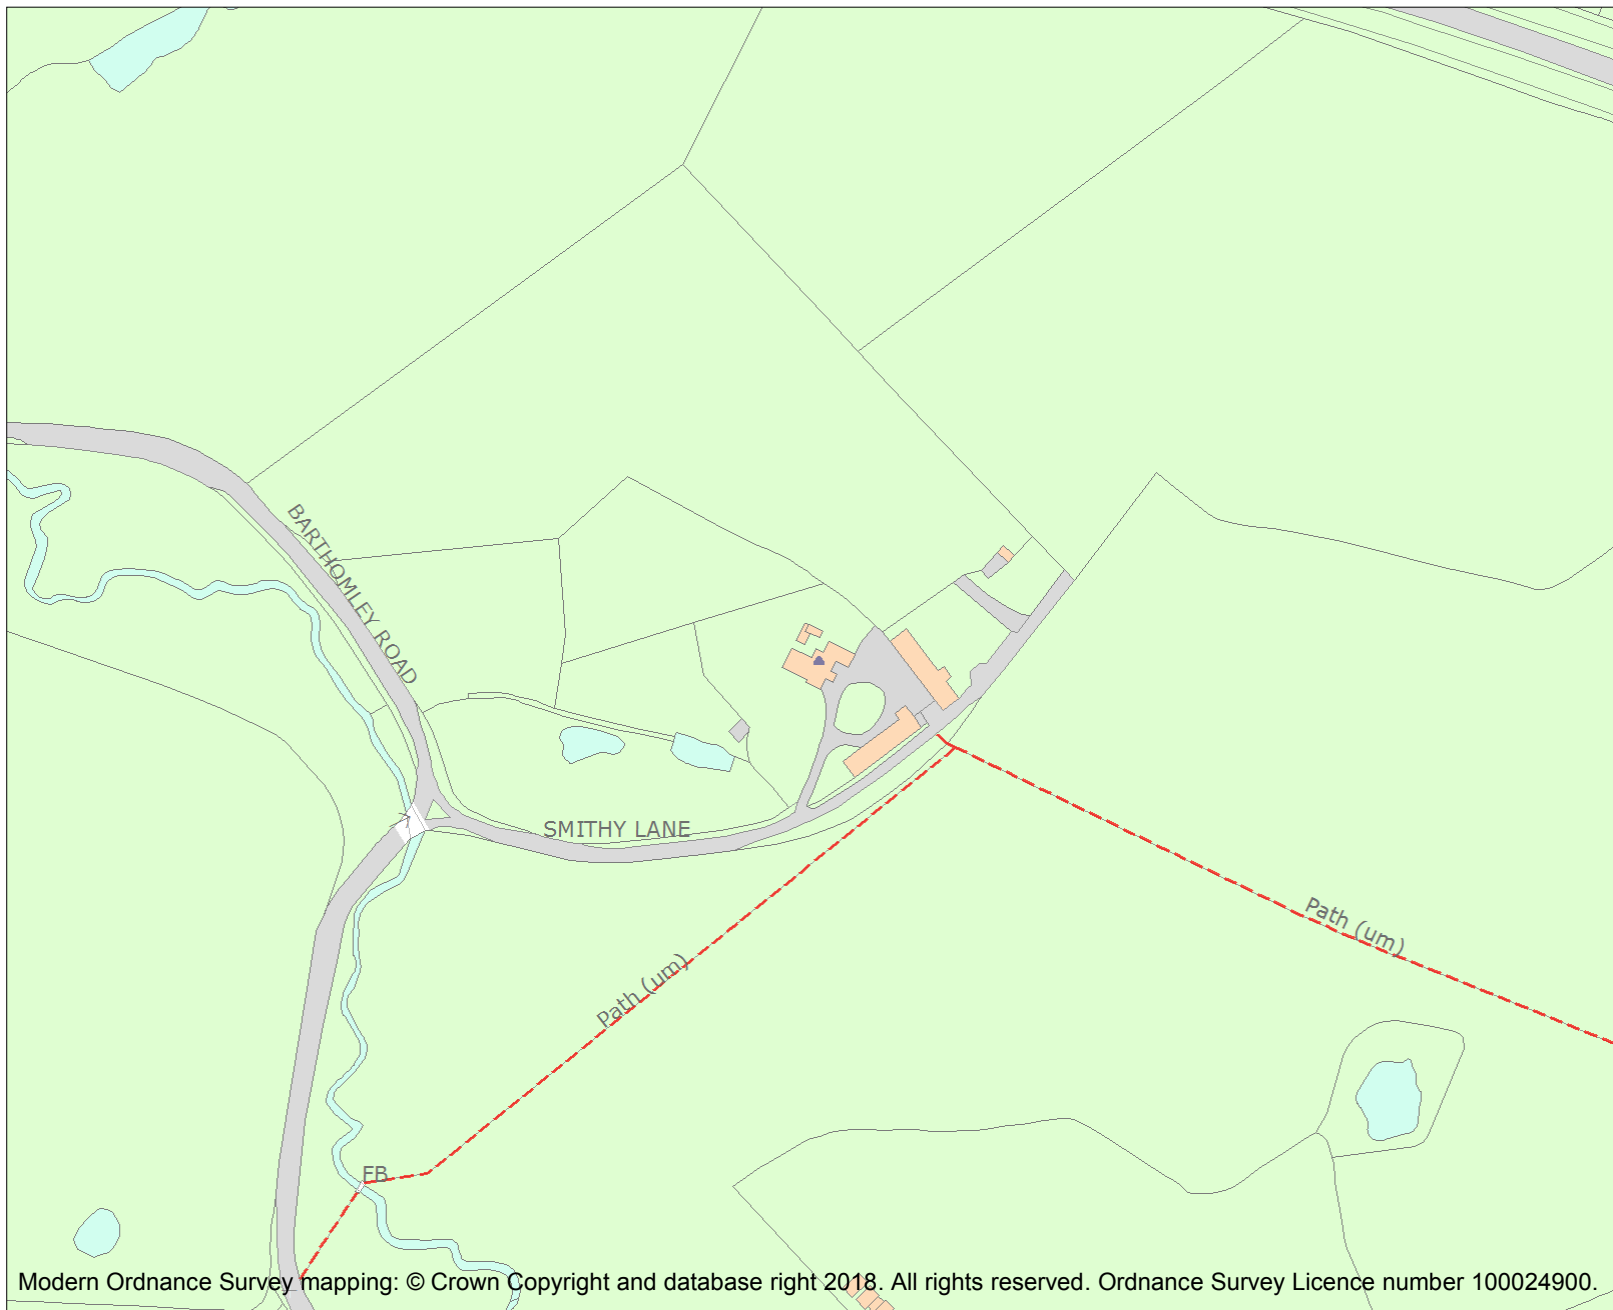 BARTHOMLEY ROAD
SMITHY LANE
Path (um)
Path (um)
FB
Modern Ordnance Survey mapping: © Crown Copyright and database right 2018. All rights reserved. Ordnance Survey Licence number 100024900.